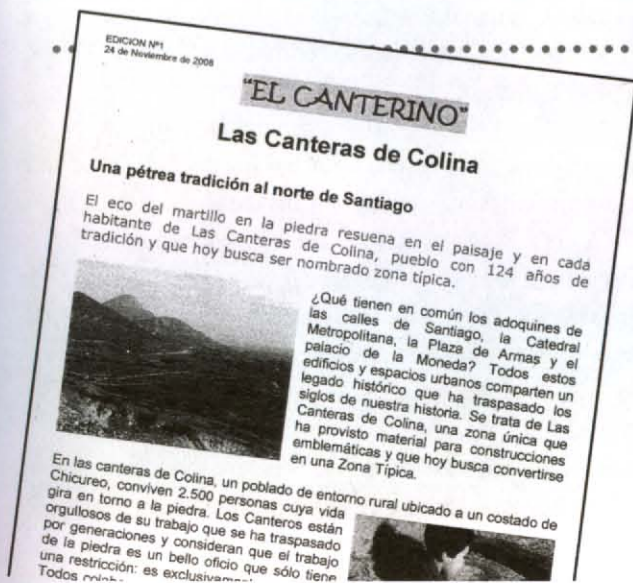 EDICION Nº1
24 de Noviembre de 2008
"EL CANTERINO"
Las Canteras de Colina
Una pétrea tradición al norte de Santiago
El eco del martillo en la piedra resuena en el paisaje y en cada
habitante de Las Canteras de Colina, pueblo con 124 años de
tradición y que hoy busca ser nombrado zona típica.
¿Qué tienen en común los adoquines de
las calles de Santiago, la Catedral
Metropolitana, la Plaza de Armas y el
palacio de la Moneda? Todos estos
edificios y espacios urbanos comparten un
legado histórico que ha traspasado los
siglos de nuestra historia. Se trata de Las
Canteras de Colina, una zona única que
ha provisto material para construcciones
emblemáticas y que hoy busca convertirse
en una Zona Típica.
En las canteras de Colina, un poblado de entorno rural ubicado a un costado de
Chicureo, conviven 2.500 personas cuya vida
gira en torno a la piedra. Los Canteros están
orgullosos de su trabajo que se ha traspasado
por generaciones y consideran que el trabajo
de la piedra es un bello oficio que sólo tiene
una restricción: es
Todos